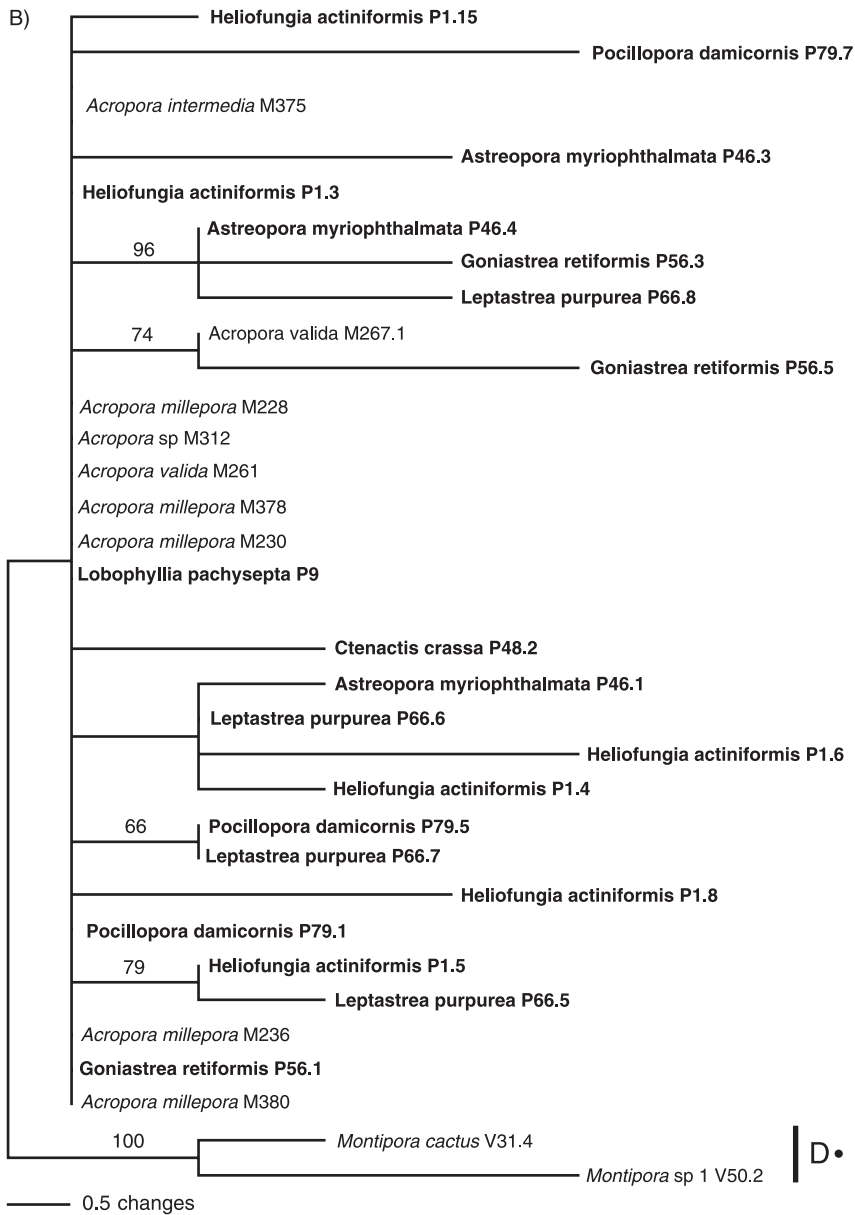 B)
Heliofungia actiniformis P1.15
Pocillopora damicornis P79.7
Acropora intermedia M375
Astreopora myriophthalmata P46.3
Heliofungia actiniformis P1.3
Astreopora myriophthalmata P46.4
96
Goniastrea retiformis P56.3
Leptastrea purpurea P66.8
74
Acropora valida M267.1
Goniastrea retiformis P56.5
Acropora millepora M228
Acropora sp M312
Acropora valida M261
Acropora millepora M378
Acropora millepora M230
Lobophyllia pachysepta P9
Ctenactis crassa P48.2
Astreopora myriophthalmata P46.1
Leptastrea purpurea P66.6
Heliofungia actiniformis P1.6
Heliofungia actiniformis P1.4
66
Pocillopora damicornis P79.5
Leptastrea purpurea P66.7
Heliofungia actiniformis P1.8
Pocillopora damicornis P79.1
79
Heliofungia actiniformis P1.5
Leptastrea purpurea P66.5
Acropora millepora M236
Goniastrea retiformis P56.1
Acropora millepora M380
100
Montipora cactus V31.4
D •
Montipora sp 1 V50.2
0.5 changes